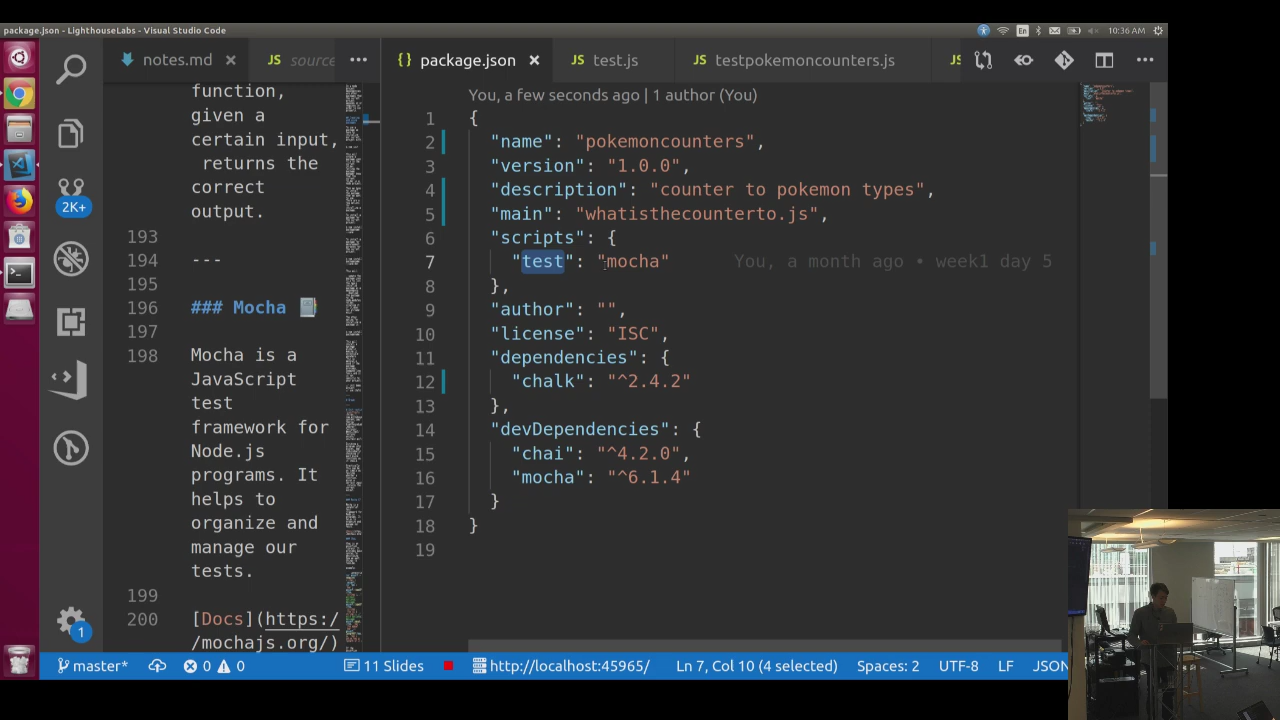 package.json - LighthouseLabs - Visual Studio Code
En
10:36 AM
notes.md
JS source
package.json
JS test.js
JS testpokemoncounters.js
JS
function,
given a
certain input,
returns the
correct
output.
193
194 ---
195
196 ### Mocha
197
198 Mocha is a
JavaScript
test
framework for
Node.js
programs. It
helps to
organize and
manage our
tests.
199
200 [Docs](https:/
/mochajs.org/)
2K+
1
You, a few seconds ago | 1 author (You)
1 {
2 "name": "pokemoncounters",
3 "version": "1.0.0",
4 "description": "counter to pokemon types",
5 "main": "whatisthecounterto.js",
6 "scripts": {
7 "test": "mocha" You, a month ago • week1 day 5
8 },
9 "author": "",
10 "license": "ISC",
11 "dependencies": {
12 "chalk": "^2.4.2"
13 },
14 "devDependencies": {
15 "chai": "^4.2.0",
16 "mocha": "^6.1.4"
17 }
18 }
19
master* 0 0 11 Slides http://localhost:45965/ Ln 7, Col 10 (4 selected) Spaces: 2 UTF-8 LF JSON